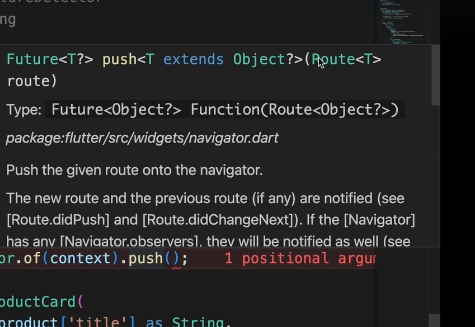 ng
Future<T?> push<T extends Object?>(Route<T>
route)
Type: Future<Object?> Function(Route<Object?>)
package:flutter/src/widgets/navigator.dart
Push the given route onto the navigator.
The new route and the previous route (if any) are notified (see
[Route.didPush] and [Route.didChangeNext]). If the [Navigator]
has any [Navigator.observers], they will be notified as well (see
or.of(context).push(); 1 positional argum
oductCard(
product['title'] as String,